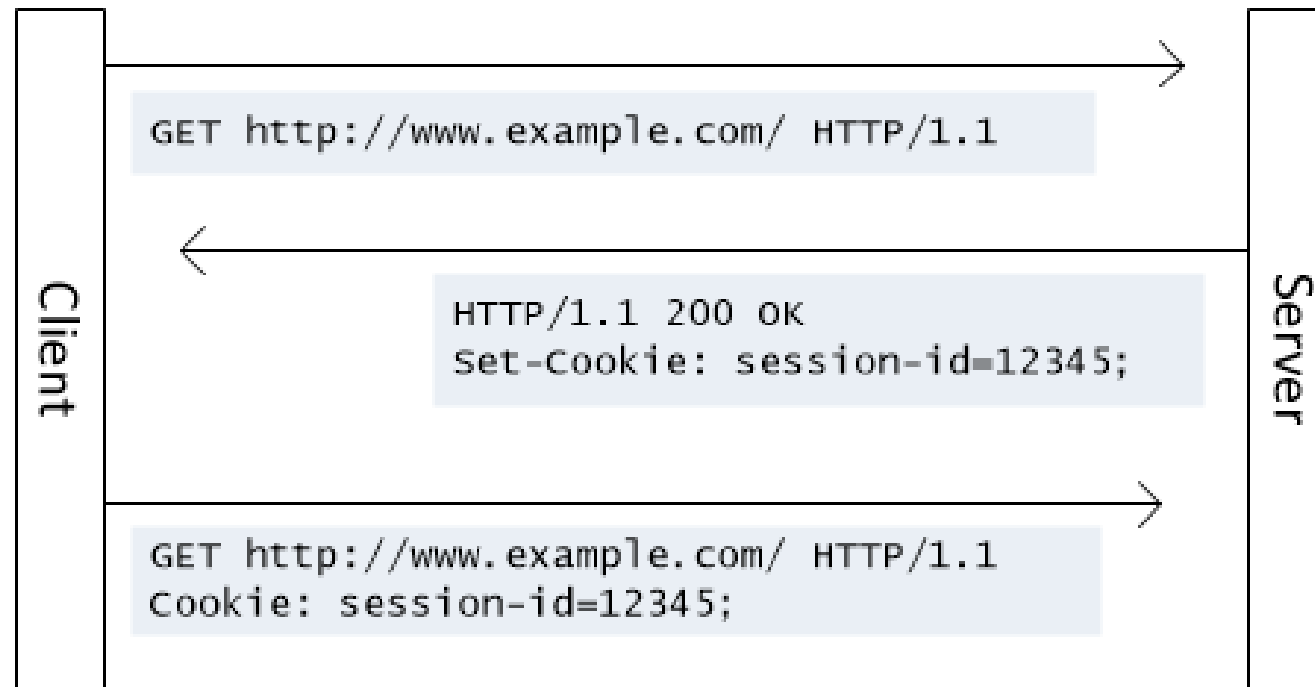 GET http://www.example.com/ HTTP/1.1
HTTP/1.1 200 OK
Set-Cookie: session-id=12345;
Client
Server
GET http://www.example.com/ HTTP/1.1
Cookie: session-id=12345;